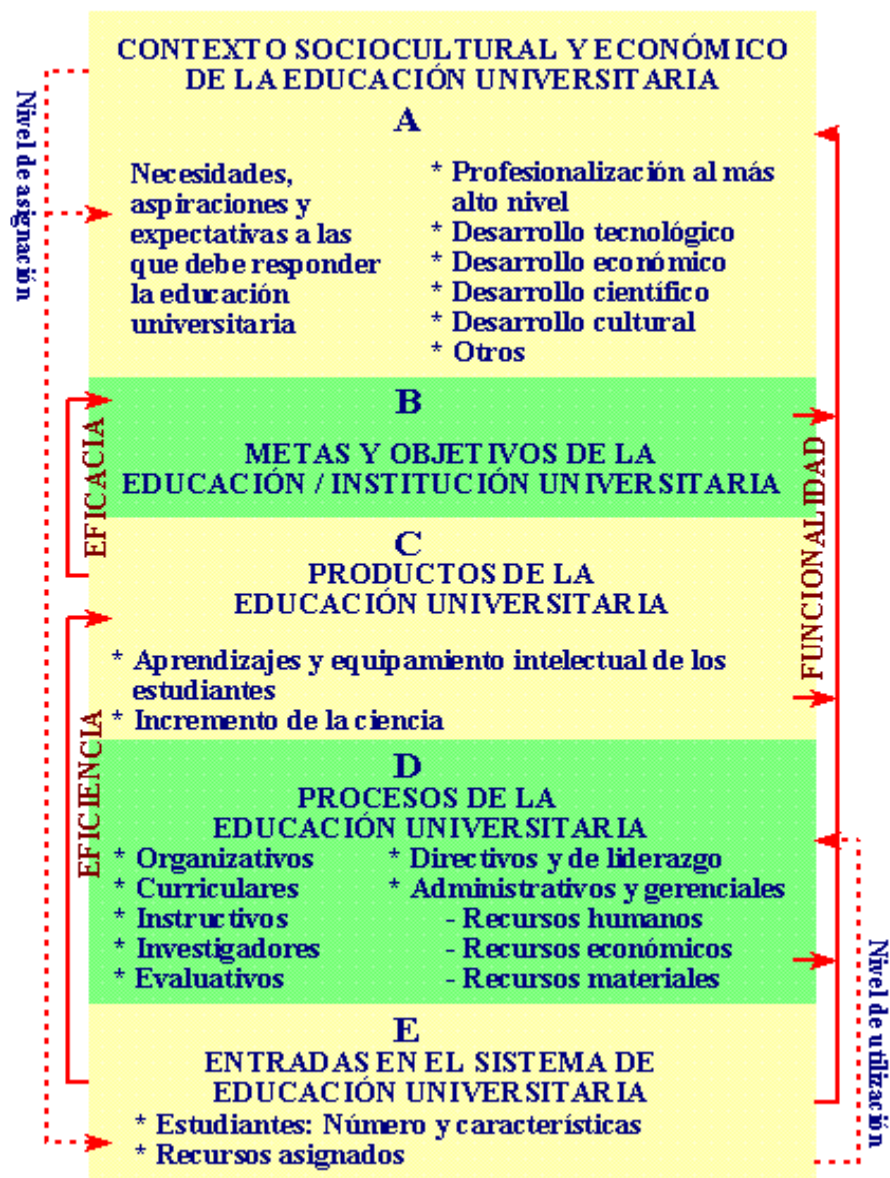 CONTEXTO SOCIOCULTURAL Y ECONÓMICO
DE LA EDUCACIÓN UNIVERSITARIA
A
Necesidades,
aspiraciones y
expectativas a las
que debe responder
la educación
universitaria
* Profesionalización al más
alto nivel
* Desarrollo tecnológico
* Desarrollo económico
* Desarrollo científico
* Desarrollo cultural
* Otros
B
METAS Y OBJETIVOS DE LA
EDUCACIÓN / INSTITUCIÓN UNIVERSITARIA
C
PRODUCTOS DE LA
EDUCACIÓN UNIVERSITARIA
* Aprendizajes y equipamiento intelectual de los
estudiantes
* Incremento de la ciencia
D
PROCESOS DE LA
EDUCACIÓN UNIVERSITARIA
* Organizativos
* Curriculares
* Instructivos
* Investigadores
* Evaluativos
* Directivos y de liderazgo
* Administrativos y gerenciales
- Recursos humanos
- Recursos económicos
- Recursos materiales
E
ENTRADAS EN EL SISTEMA DE
EDUCACIÓN UNIVERSITARIA
* Estudiantes: Número y características
* Recursos asignados
Nivel de asignación
EFICACIA
EFICIENCIA
FUNCIONALIDAD
Nivel de utilización